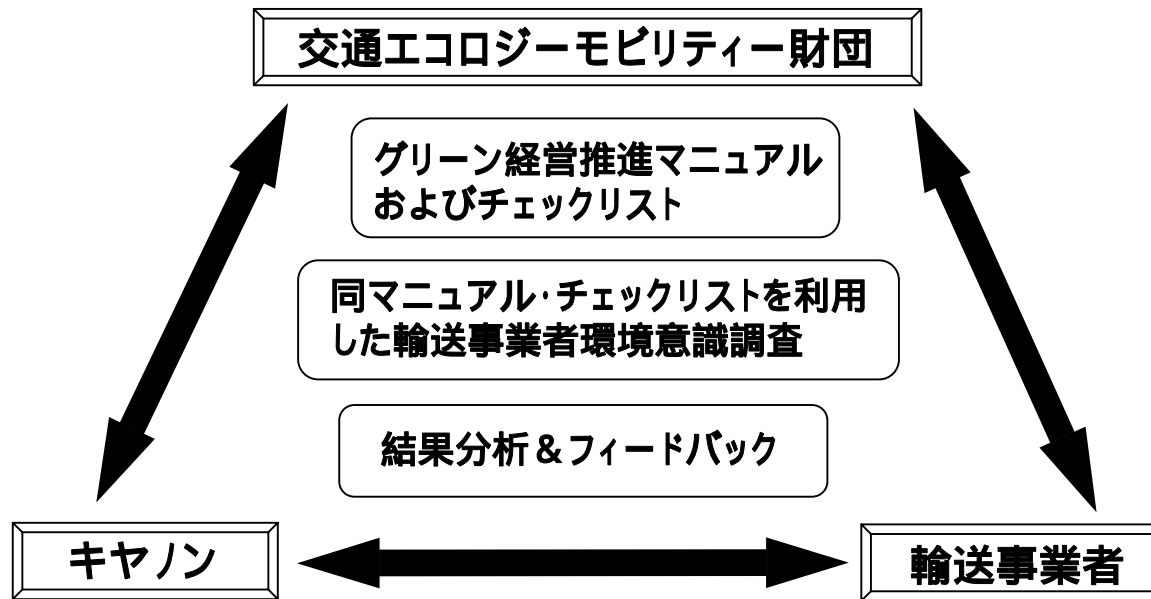 交通エコロジーモビリティー財団
グリーン経営推進マニュアル
およびチェックリスト
同マニュアル・チェックリストを利用
した輸送事業者環境意識調査
結果分析＆フィードバック
キヤノン
輸送事業者